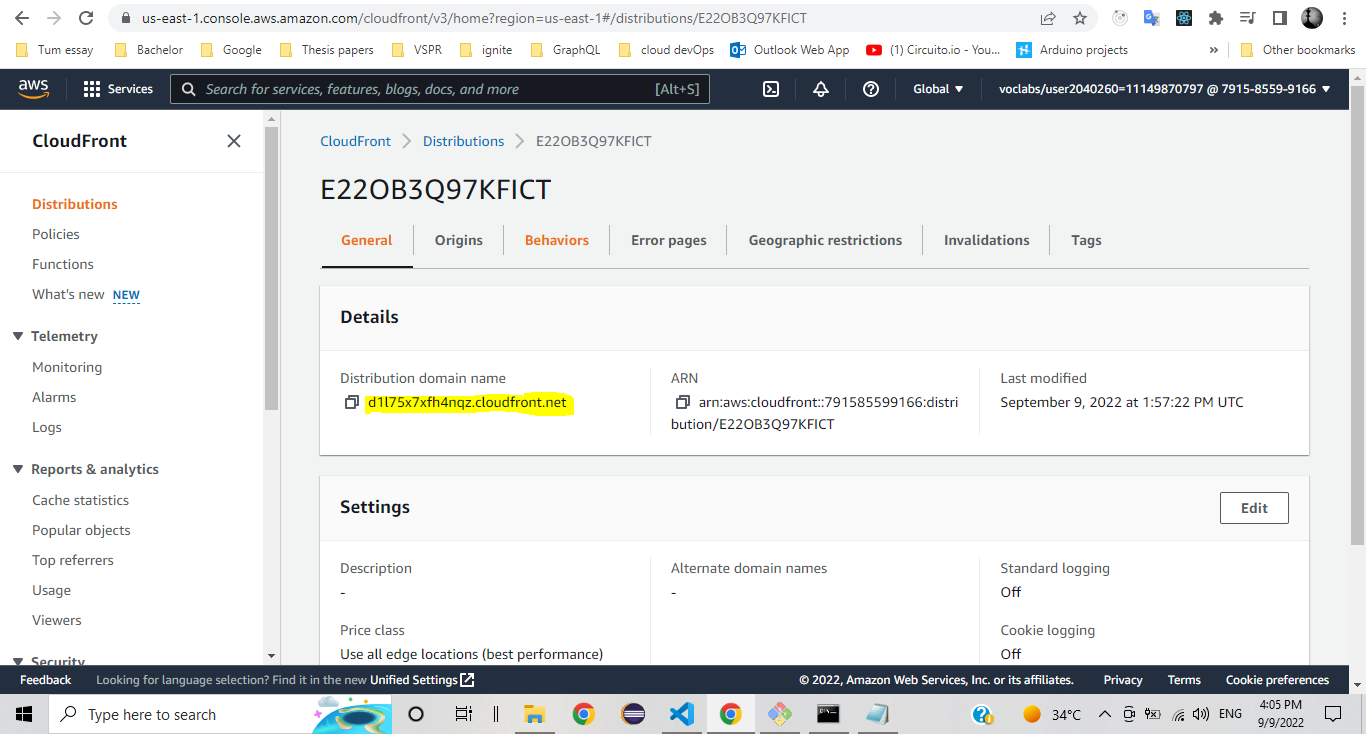 us-east-1.console.aws.amazon.com/cloudfront/v3/home?region=us-east-1#/distributions/E22OB3Q97KFICT
Tum essay
Bachelor
Google
Thesis papers
VSPR
ignite
GraphQL
cloud devOps
Outlook Web App
(1) Circuito.io - You...
Arduino projects
»
Other bookmarks
aws
Services
Search for services, features, blogs, docs, and more
[Alt+S]
Global
voclabs/user2040260=11149870797 @ 7915-8559-9166
CloudFront
Distributions
Policies
Functions
What's new NEW
Telemetry
Monitoring
Alarms
Logs
Reports & analytics
Cache statistics
Popular objects
Top referrers
Usage
Viewers
Security
CloudFront
Distributions
E22OB3Q97KFICT
E22OB3Q97KFICT
General
Origins
Behaviors
Error pages
Geographic restrictions
Invalidations
Tags
Details
Distribution domain name
d1l75x7xfh4nqz.cloudfront.net
ARN
arn:aws:cloudfront::791585599166:distri
bution/E22OB3Q97KFICT
Last modified
September 9, 2022 at 1:57:22 PM UTC
Settings
Edit
Description
-
Alternate domain names
-
Standard logging
Off
Price class
Use all edge locations (best performance)
Cookie logging
Off
Feedback
Looking for language selection? Find it in the new Unified Settings
© 2022, Amazon Web Services, Inc. or its affiliates.
Privacy
Terms
Cookie preferences
Type here to search
34°C
ENG
4:05 PM
9/9/2022